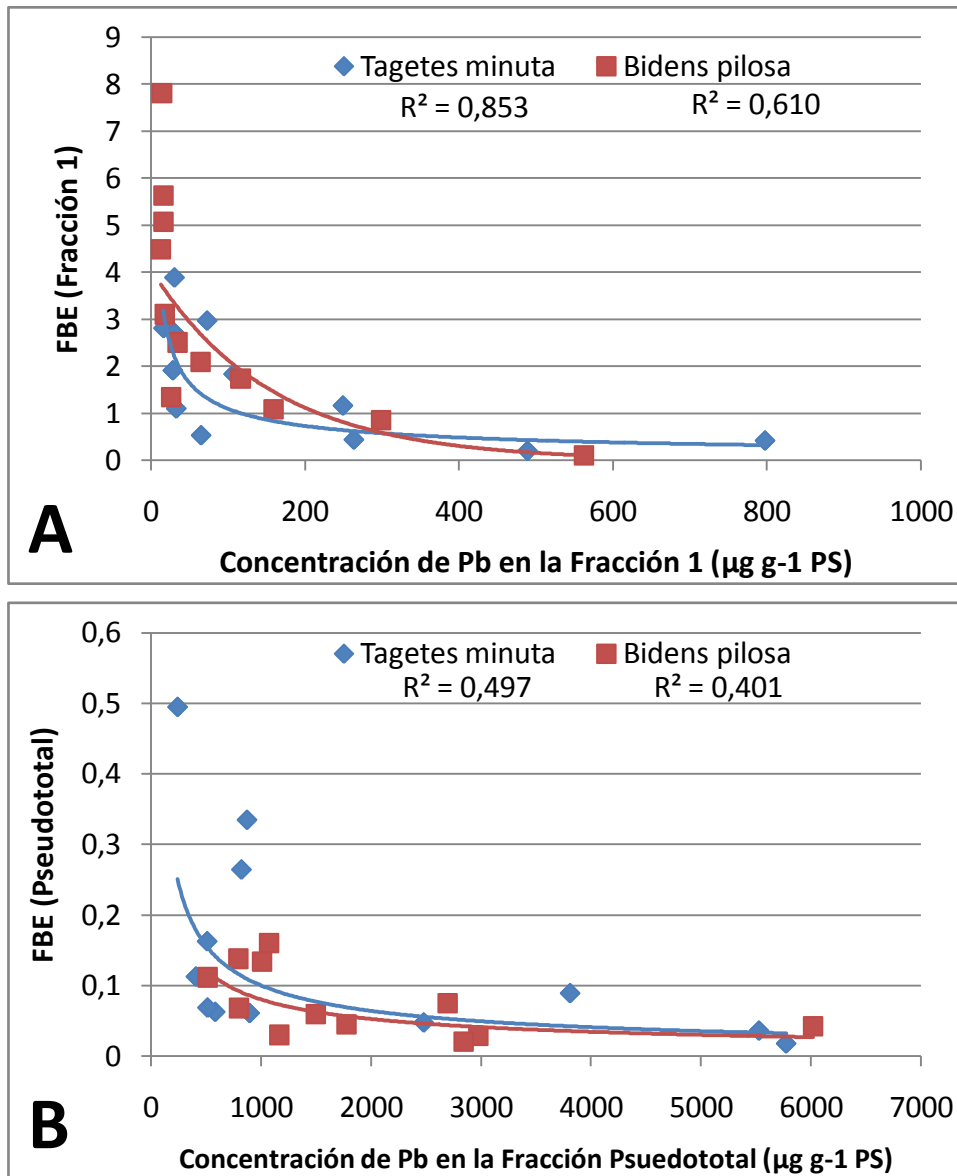 9
8
7
6
5
4
3
2
1
0
FBE (Fracción 1)
Tagetes minuta
Bidens pilosa
R² = 0,853
R² = 0,610
0 200 400 600 800 1000
Concentración de Pb en la Fracción 1 (µg g-1 PS)
A
0,6
0,5
0,4
0,3
0,2
0,1
0
FBE (Pseudototal)
Tagetes minuta
Bidens pilosa
R² = 0,497
R² = 0,401
0 1000 2000 3000 4000 5000 6000 7000
Concentración de Pb en la Fracción Psuedototal (µg g-1 PS)
B